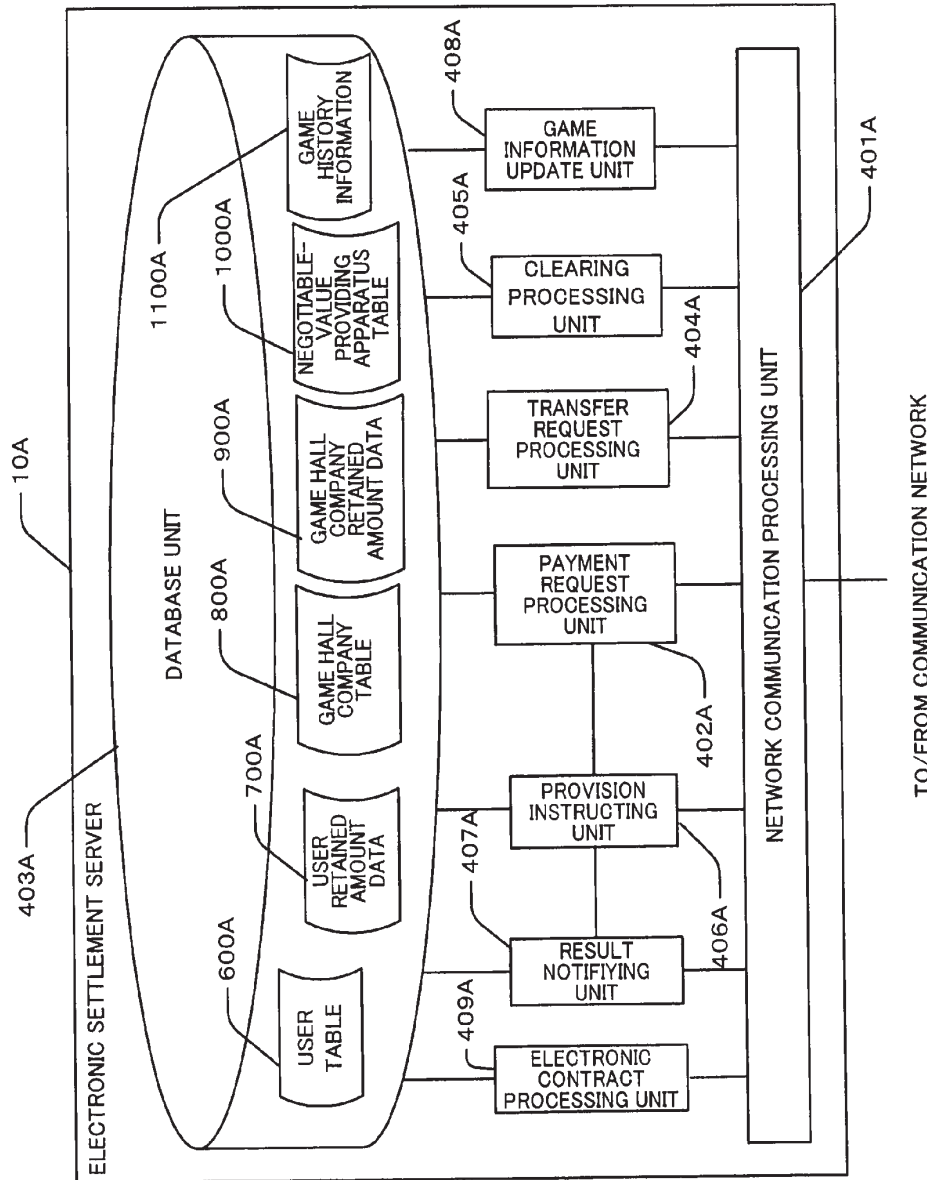 10A
ELECTRONIC SETTLEMENT SERVER
403A
DATABASE UNIT
600A
700A
800A
900A
1000A
1100A
USER
TABLE
USER
RETAINED
AMOUNT
DATA
GAME HALL
COMPANY
TABLE
GAME HALL
COMPANY
RETAINED
AMOUNT DATA
NEGOTIABLE-
VALUE
PROVIDING
APPARATUS
TABLE
GAME
HISTORY
INFORMATION
409A
407A
405A
408A
ELECTRONIC
CONTRACT
PROCESSING UNIT
RESULT
NOTIFIYING
UNIT
PROVISION
INSTRUCTING
UNIT
PAYMENT
REQUEST
PROCESSING
UNIT
TRANSFER
REQUEST
PROCESSING
UNIT
CLEARING
PROCESSING
UNIT
GAME
INFORMATION
UPDATE UNIT
406A
402A
404A
401A
NETWORK COMMUNICATION PROCESSING UNIT
TO/FROM COMMUNICATION NETWORK